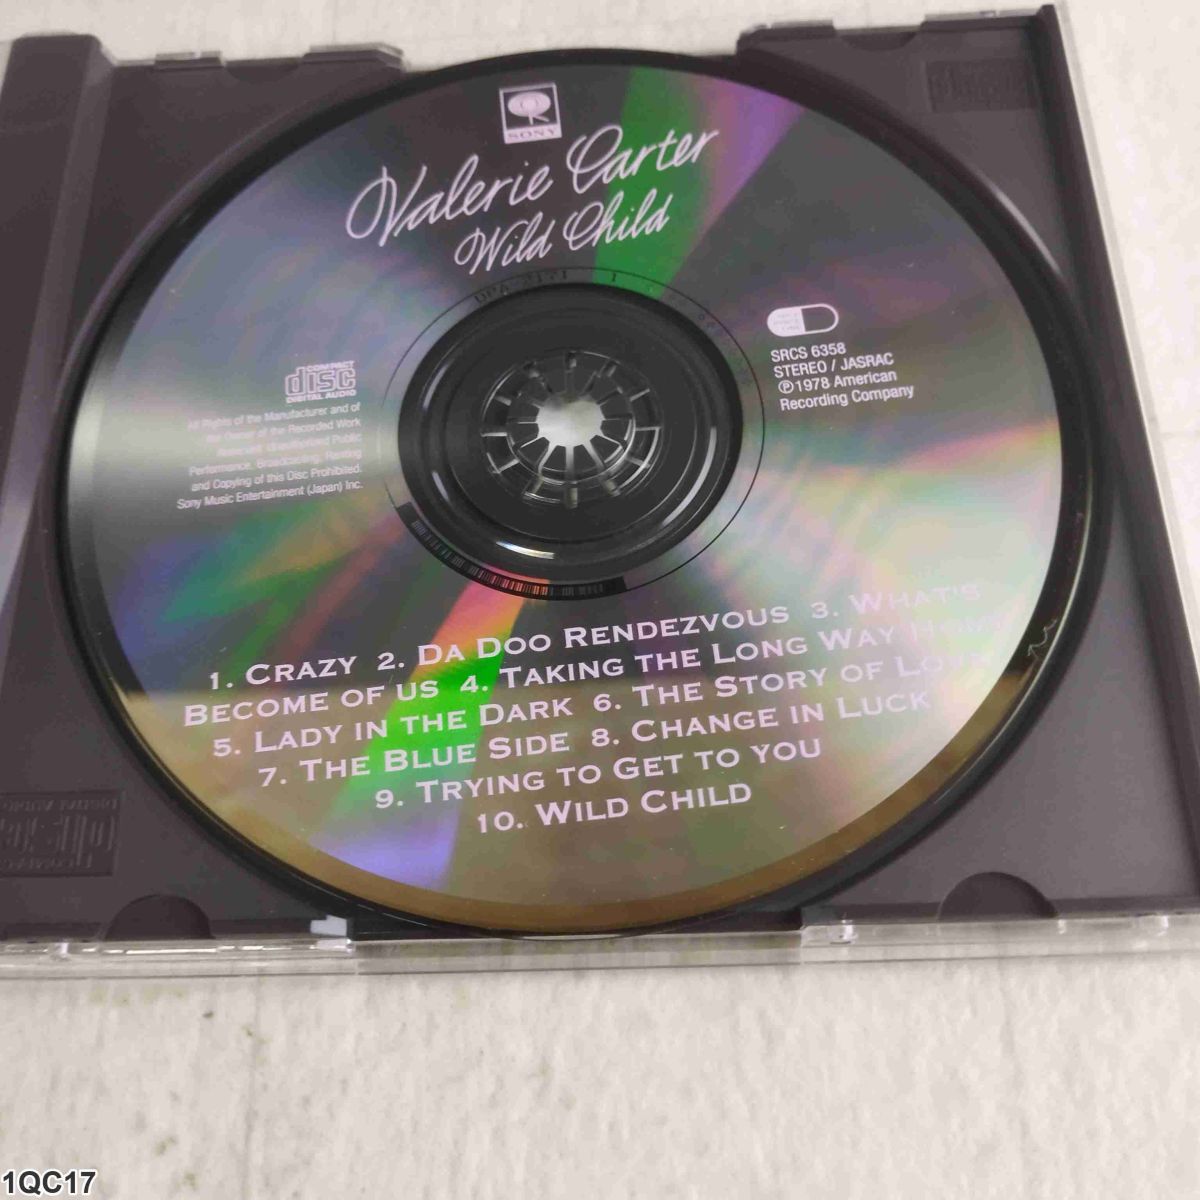 SONY
Valerie Carter
Wild Child
SRCS 6358
STEREO / JASRAC
℗1978 American
Recording Company
COMPACT
disc
DIGITAL AUDIO
All Rights of the Manufacturer and of
the Owner of the Recorded Work
Reserved. Unauthorized Public
Performance, Broadcasting, Renting
and Copying of this Disc Prohibited.
Sony Music Entertainment (Japan) Inc.
1. CRAZY 2. DA DOO RENDEZVOUS 3. WHAT'S
BECOME OF US 4. TAKING THE LONG WAY HOME
5. LADY IN THE DARK 6. THE STORY OF LOVE
7. THE BLUE SIDE 8. CHANGE IN LUCK
9. TRYING TO GET TO YOU
10. WILD CHILD
1QC17